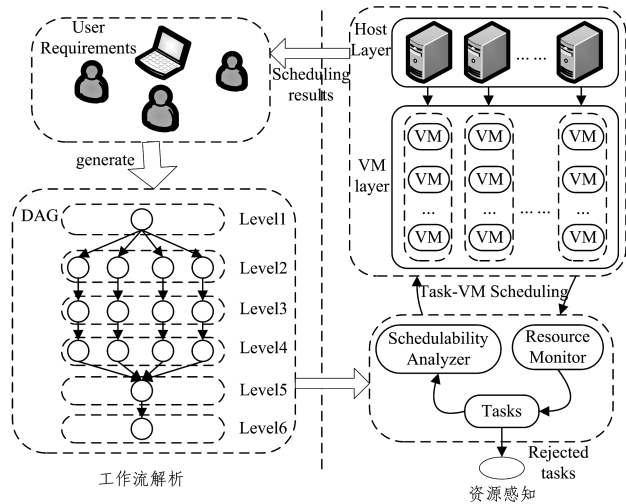 User
Requirements
generate
DAG
Level1
Level2
Level3
Level4
Level5
Level6
工作流解析
Scheduling
results
Host
Layer
... ...
VM
layer
VM VM VM
VM VM VM
... ... ... ... ...
VM VM VM
Task-VM Scheduling
Schedulability
Analyzer
Resource
Monitor
Tasks
Rejected
tasks
资源感知